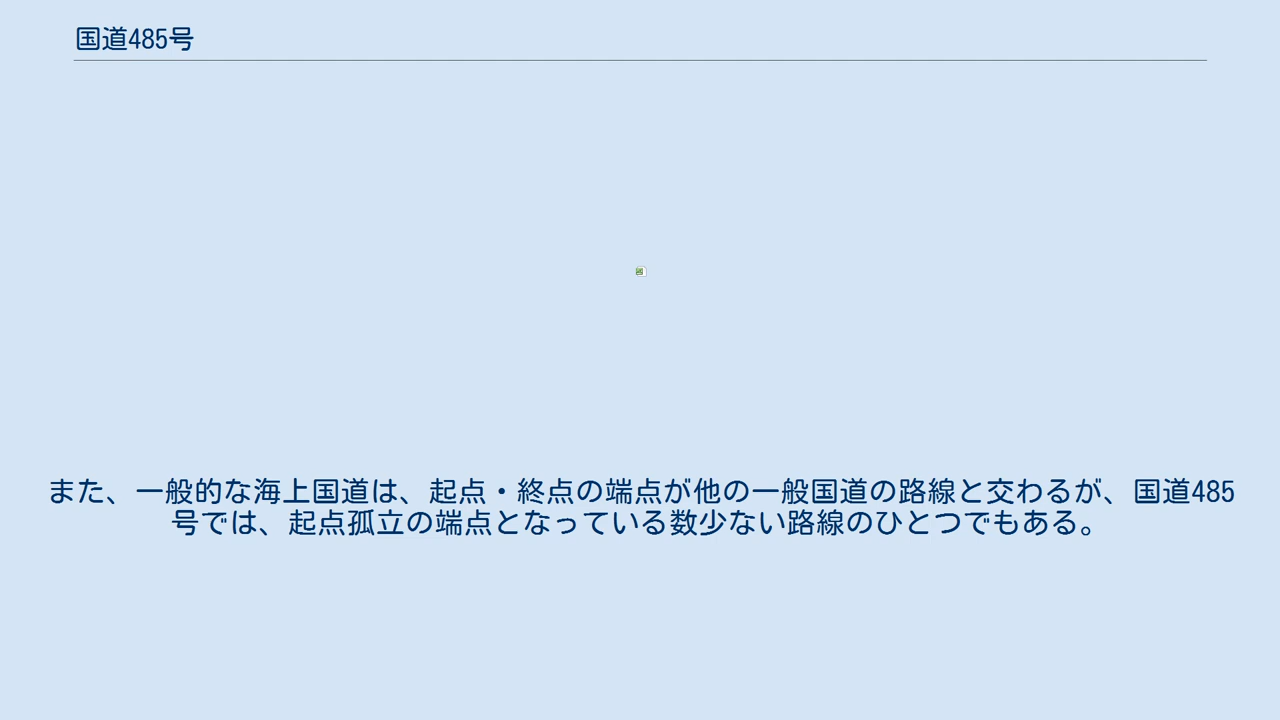 国道485号
また、一般的な海上国道は、起点・終点の端点が他の一般国道の路線と交わるが、国道485
号では、起点孤立の端点となっている数少ない路線のひとつでもある。